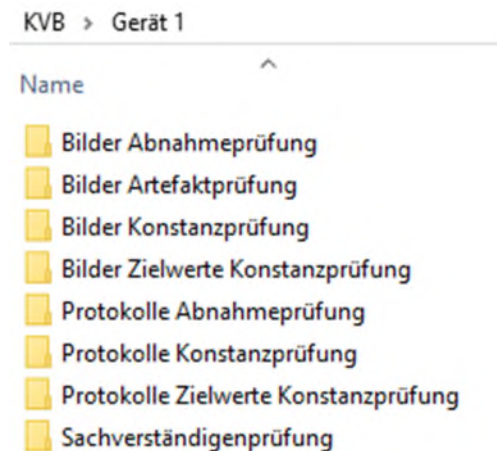 KVB > Gerät 1
Name
Bilder Abnahmeprüfung
Bilder Artefaktprüfung
Bilder Konstanzprüfung
Bilder Zielwerte Konstanzprüfung
Protokolle Abnahmeprüfung
Protokolle Konstanzprüfung
Protokolle Zielwerte Konstanzprüfung
Sachverständigenprüfung